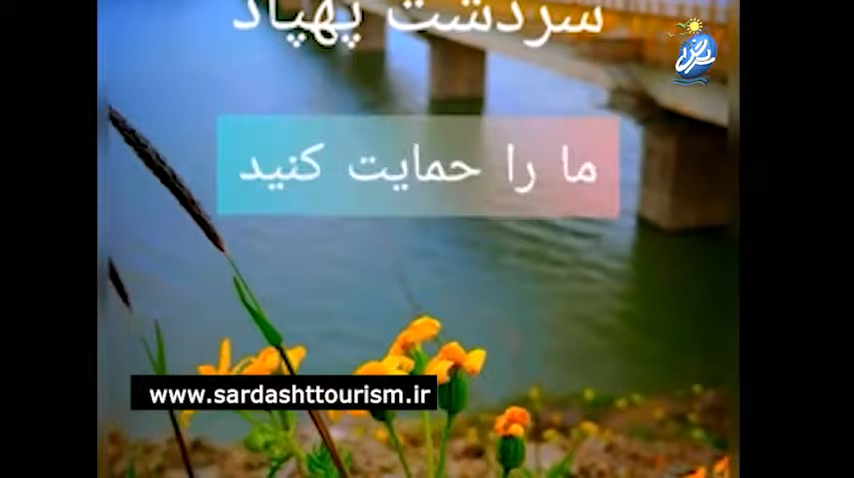 سردشت پهپاد
ما را حمایت کنید
www.sardashttourism.ir